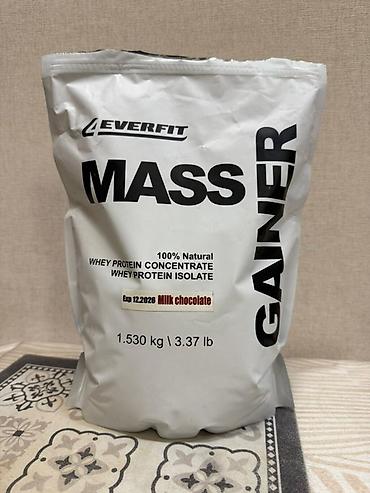 4EVERFIT
MASS
GAINER
100% Natural
WHEY PROTEIN CONCENTRATE
WHEY PROTEIN ISOLATE
Exp 12.2026 Milk chocolate
1.530 kg \ 3.37 lb